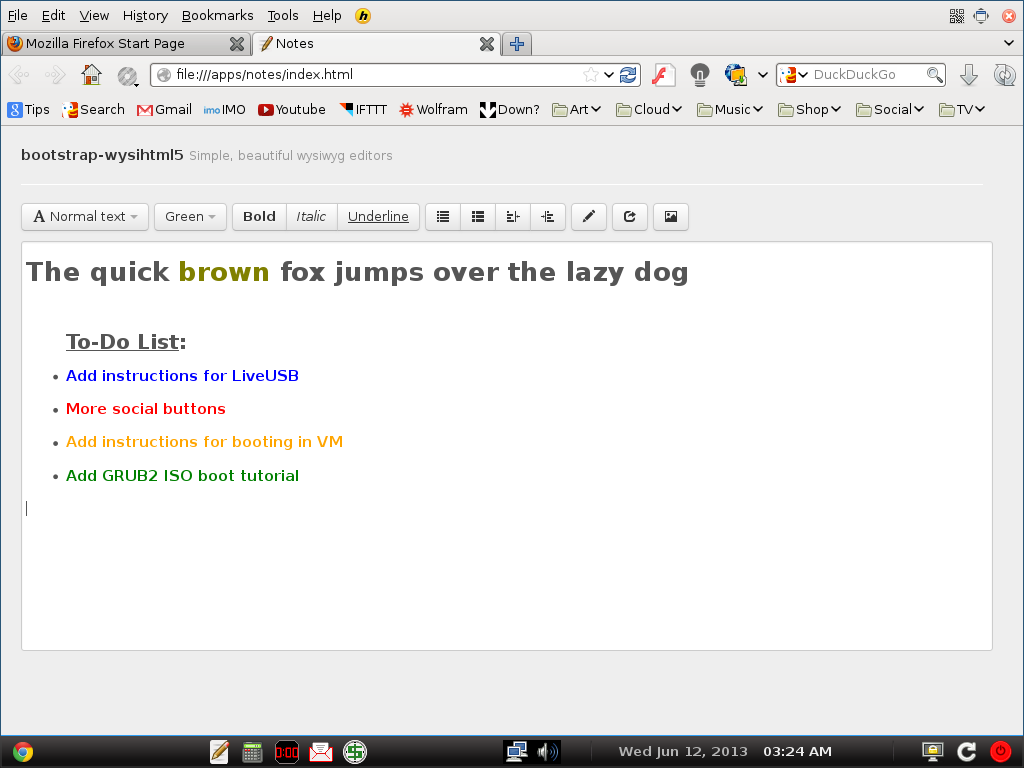 File Edit View History Bookmarks Tools Help h
Mozilla Firefox Start Page Notes
file:///apps/notes/index.html DuckDuckGo
8 Tips Search Gmail imo IMO Youtube IFTTT Wolfram Down? Art Cloud Music Shop Social TV
bootstrap-wysihtml5 Simple, beautiful wysiwyg editors
A Normal text Green Bold Italic Underline
The quick brown fox jumps over the lazy dog
To-Do List:
• Add instructions for LiveUSB
• More social buttons
• Add instructions for booting in VM
• Add GRUB2 ISO boot tutorial
0:00 Wed Jun 12, 2013 03:24 AM